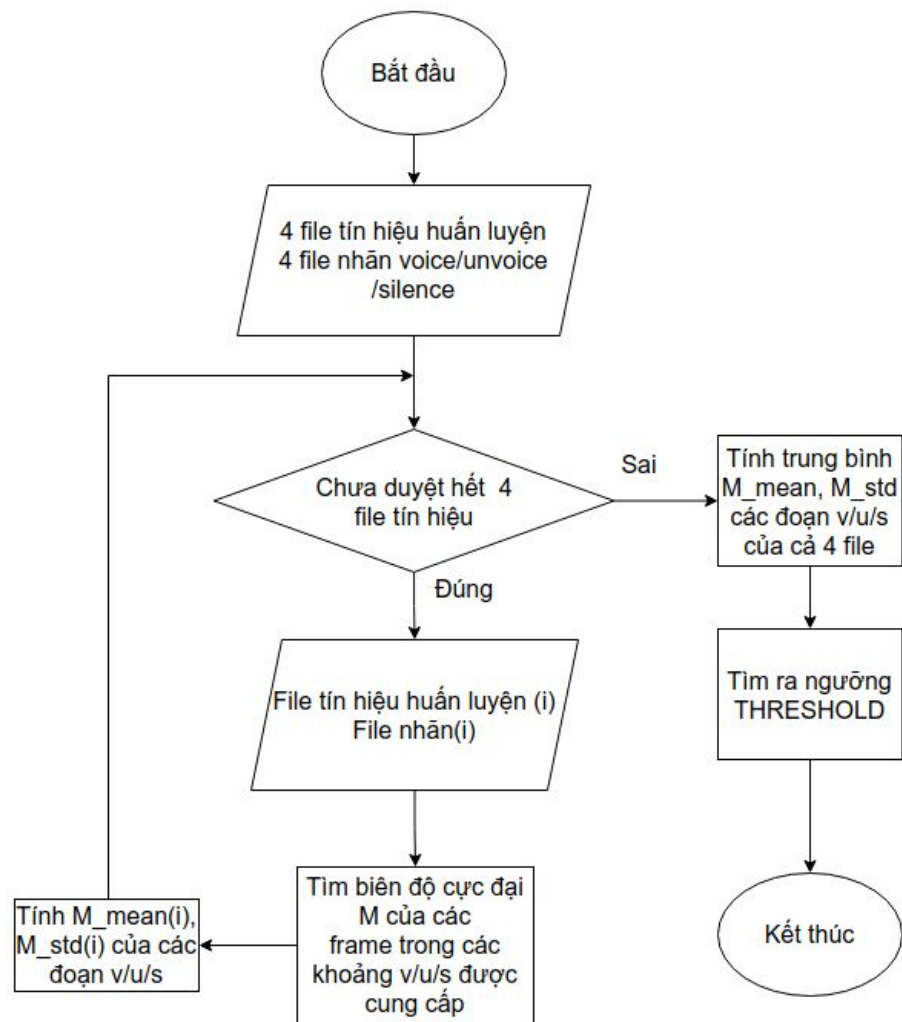 Bắt đầu
4 file tín hiệu huấn luyện
4 file nhãn voice/unvoice
/silence
Chưa duyệt hết 4
file tín hiệu
Sai
Tính trung bình
M_mean, M_std
các đoạn v/u/s
của cả 4 file
Đúng
File tín hiệu huấn luyện (i)
File nhãn(i)
Tìm ra ngưỡng
THRESHOLD
Tìm biên độ cực đại
M của các
frame trong các
khoảng v/u/s được
cung cấp
Tính M_mean(i),
M_std(i) của các
đoạn v/u/s
Kết thúc